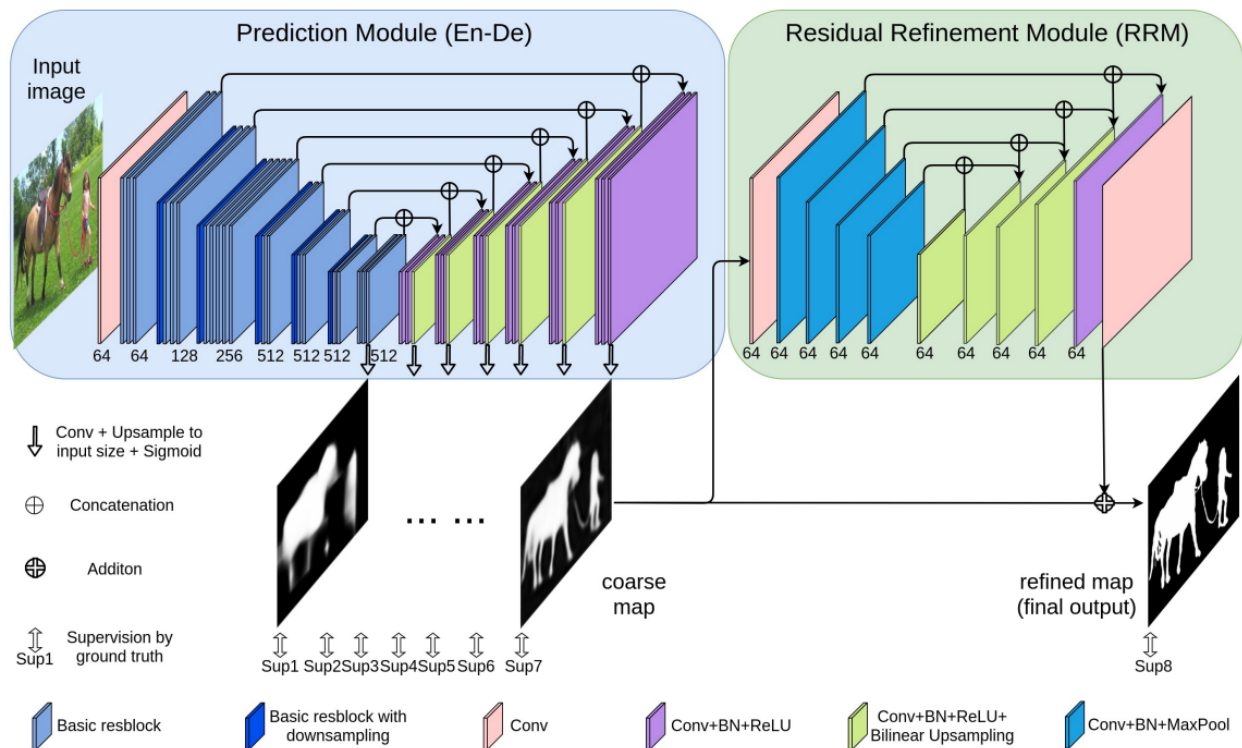 Prediction Module (En-De)
Residual Refinement Module (RRM)
Input
image
64 64 128 256 512 512 512 512
64 64 64 64 64 64 64 64 64 64
Conv + Upsample to
input size + Sigmoid
Concatenation
Additon
Supervision by
ground truth
Sup1
... ...
coarse
map
refined map
(final output)
Sup1 Sup2 Sup3 Sup4 Sup5 Sup6 Sup7
Sup8
Basic resblock
Basic resblock with
downsampling
Conv
Conv+BN+ReLU
Conv+BN+ReLU+
Bilinear Upsampling
Conv+BN+MaxPool